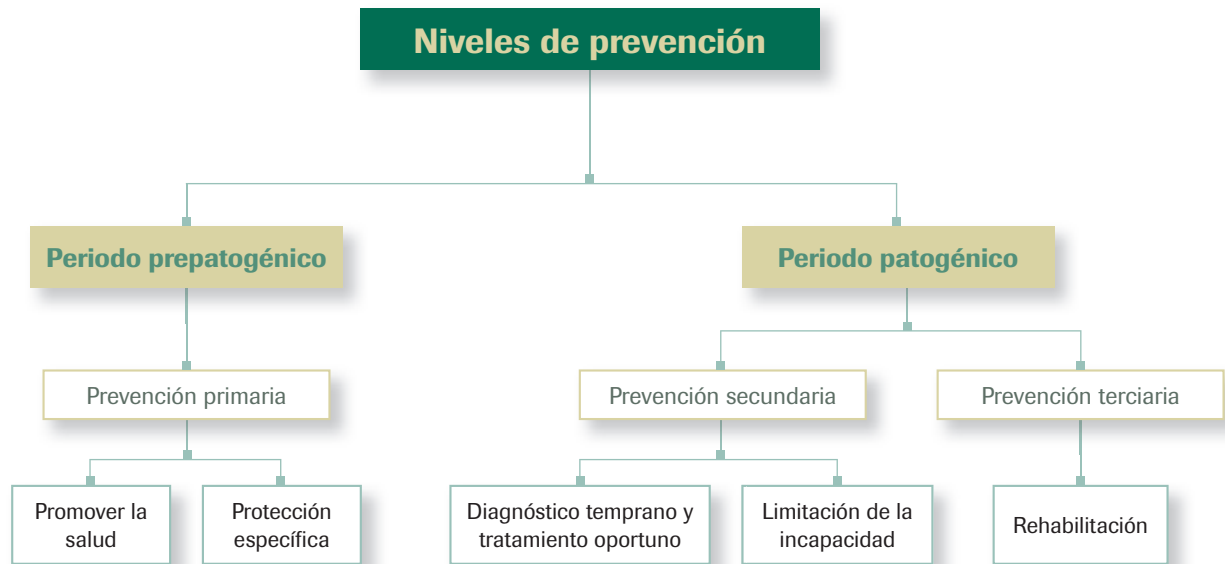 Niveles de prevención
Periodo prepatogénico
Periodo patogénico
Prevención primaria
Prevención secundaria
Prevención terciaria
Promover la
salud
Protección
específica
Diagnóstico temprano y
tratamiento oportuno
Limitación de la
incapacidad
Rehabilitación